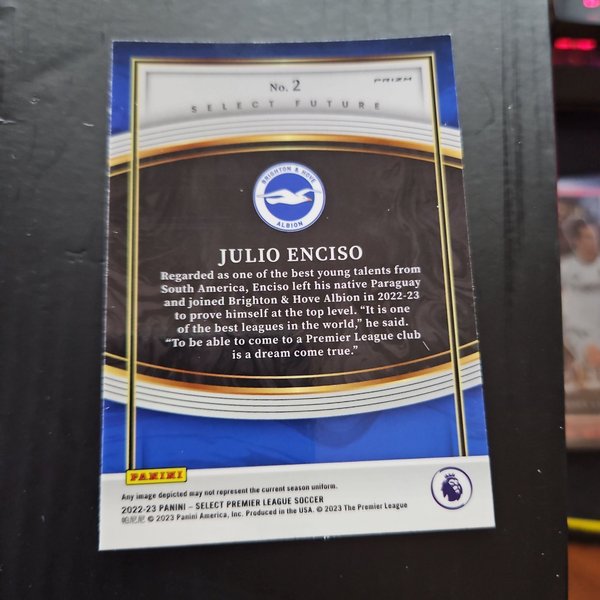 No. 2
PRIZM
SELECT FUTURE
BRIGHTON & HOVE
ALBION
JULIO ENCISO
Regarded as one of the best young talents from
South America, Enciso left his native Paraguay
and joined Brighton & Hove Albion in 2022-23
to prove himself at the top level. “It is one
of the best leagues in the world,” he said.
“To be able to come to a Premier League club
is a dream come true.”
PANINI
Any image depicted may not represent the current season uniform.
2022-23 PANINI – SELECT PREMIER LEAGUE SOCCER
帕尼尼 © 2023 Panini America, Inc. Produced in the USA. © 2023 The Premier League